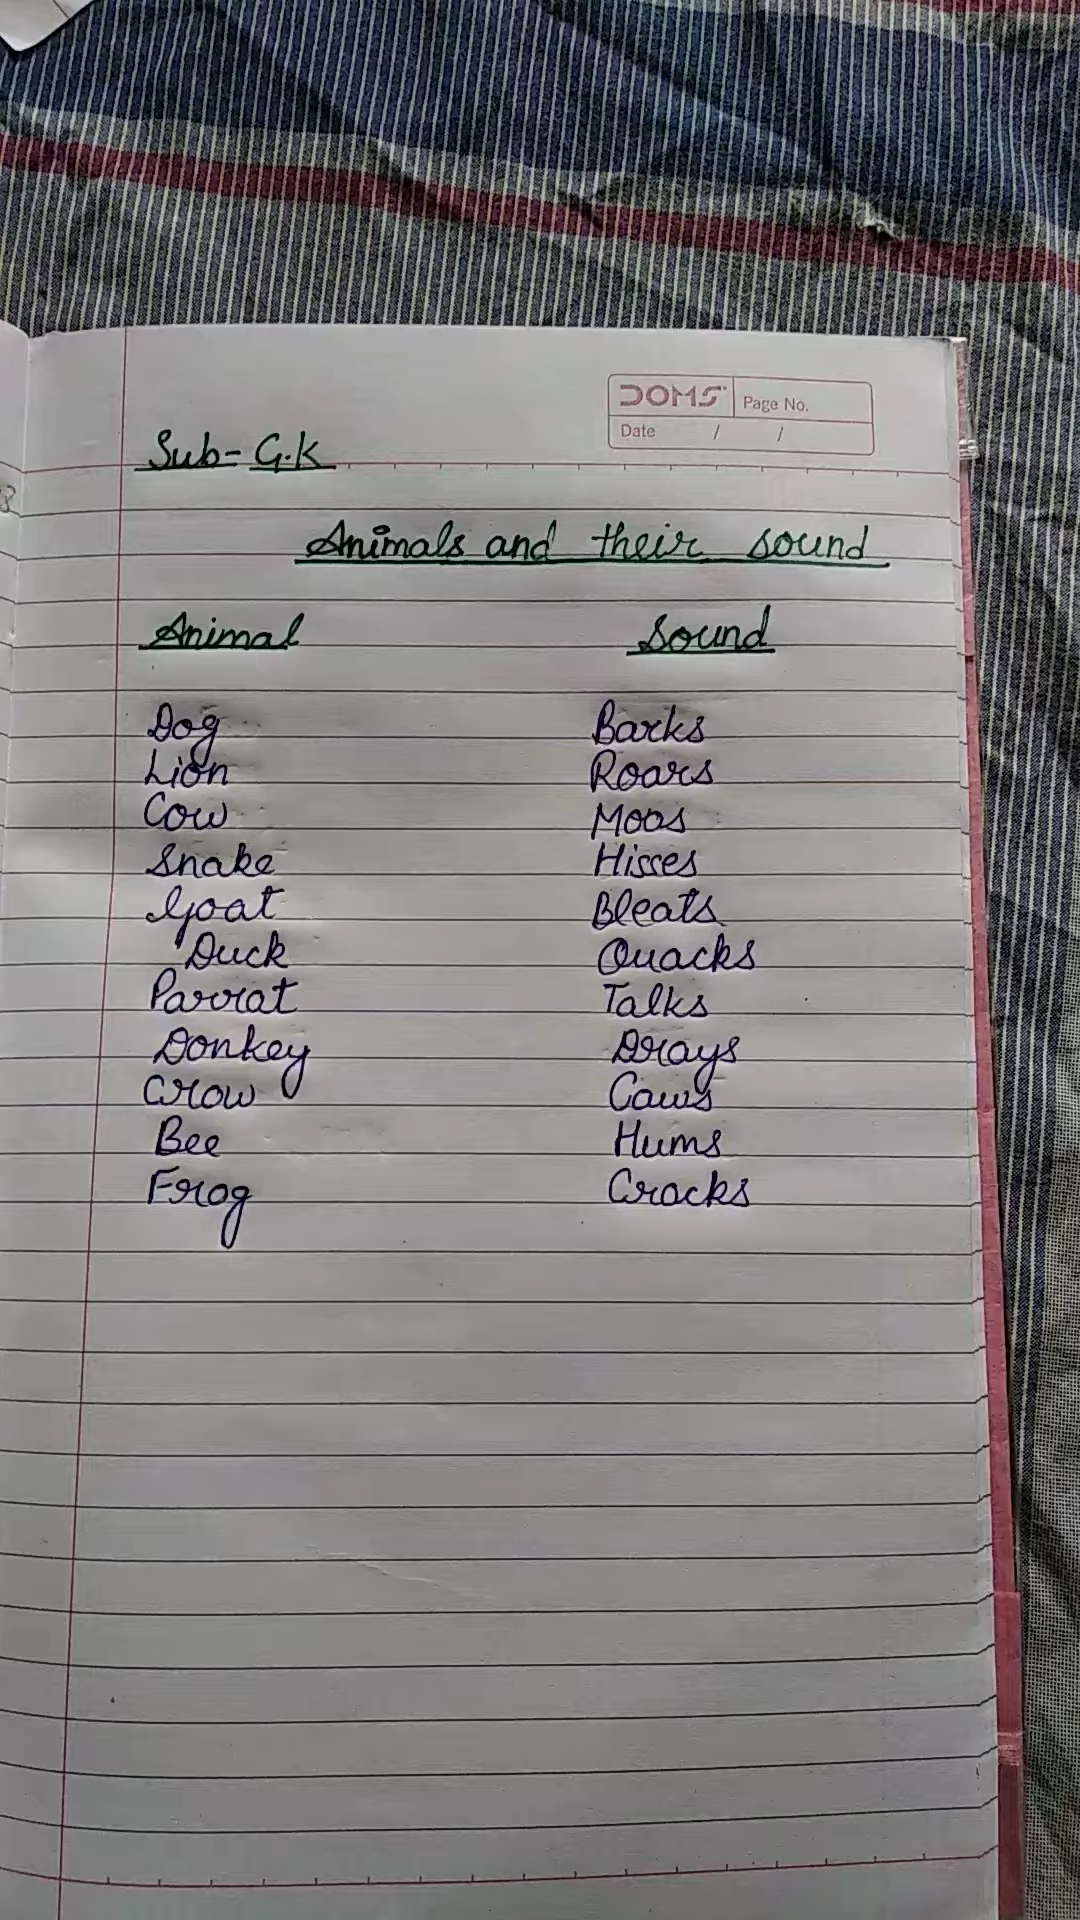 DOMS Page No.
Date / /
Sub- G.K
Animals and their sound
Animal Sound
Dog Barks
Lion Roars
Cow Moos
Snake Hisses
Goat Bleats
Duck Quacks
Parrat Talks
Donkey Brays
Crow Caws
Bee Hums
Frog Cracks